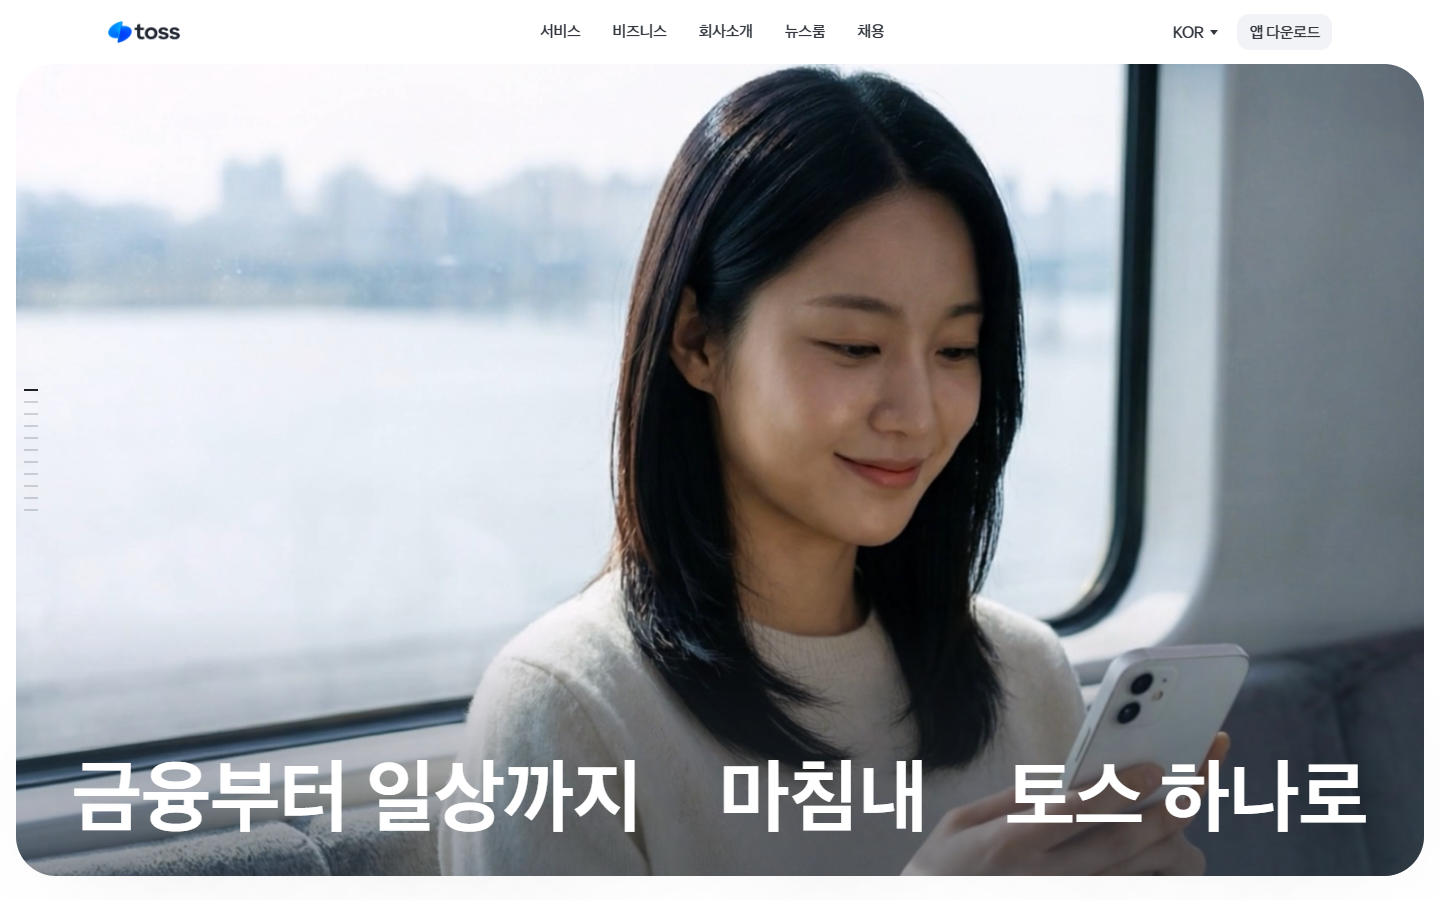 toss
서비스
비즈니스
회사소개
뉴스룸
채용
KOR
앱 다운로드
금융부터 일상까지 마침내 토스 하나로